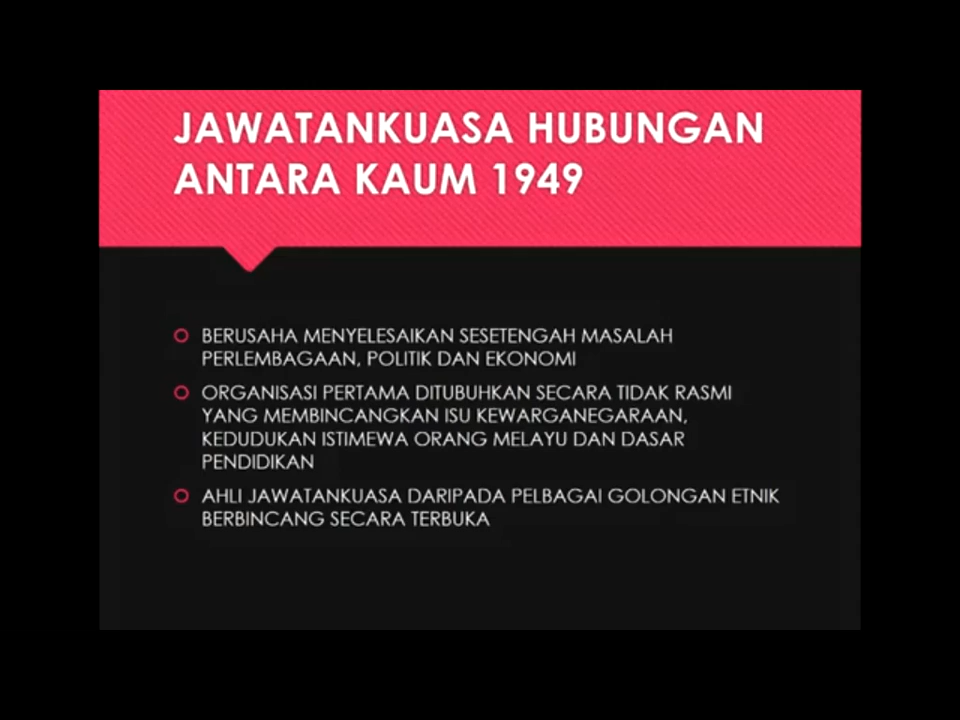 JAWATANKUASA HUBUNGAN
ANTARA KAUM 1949
BERUSAHA MENYELESAIKAN SESETENGAH MASALAH
PERLEMBAGAAN, POLITIK DAN EKONOMI
ORGANISASI PERTAMA DITUBUHKAN SECARA TIDAK RASMI
YANG MEMBINCANGKAN ISU KEWARGANEGARAAN,
KEDUDUKAN ISTIMEWA ORANG MELAYU DAN DASAR
PENDIDIKAN
AHLI JAWATANKUASA DARIPADA PELBAGAI GOLONGAN ETNIK
BERBINCANG SECARA TERBUKA